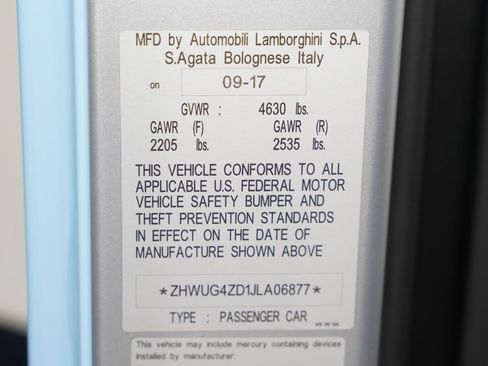 MFD by Automobili Lamborghini S.p.A.
S.Agata Bolognese Italy
on 09-17
GVWR : 4630 lbs.
GAWR (F) GAWR (R)
2205 lbs. 2535 lbs.
THIS VEHICLE CONFORMS TO ALL
APPLICABLE U.S. FEDERAL MOTOR
VEHICLE SAFETY BUMPER AND
THEFT PREVENTION STANDARDS
IN EFFECT ON THE DATE OF
MANUFACTURE SHOWN ABOVE
*ZHWUG4ZD1JLA06877*
TYPE : PASSENGER CAR
This vehicle may include mercury containing devices
installed by manufacturer: